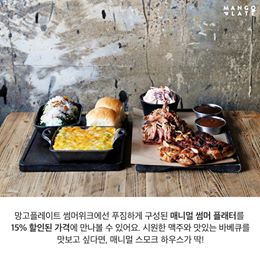 MANGO
PLATE
망고플레이트 썸머위크에선 푸짐하게 구성된 매니멀 썸머 플래터를
15% 할인된 가격에 만나볼 수 있어요. 시원한 맥주와 맛있는 바베큐를
맛보고 싶다면, 매니멀 스모크 하우스가 딱!